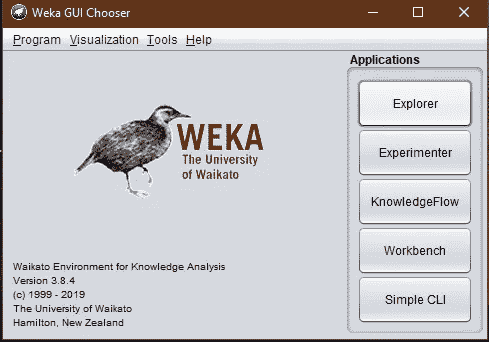 Weka GUI Chooser
Program Visualization Tools Help
Applications
Explorer
Experimenter
KnowledgeFlow
Workbench
Simple CLI
WEKA
The University
of Waikato
Waikato Environment for Knowledge Analysis
Version 3.8.4
(c) 1999 - 2019
The University of Waikato
Hamilton, New Zealand